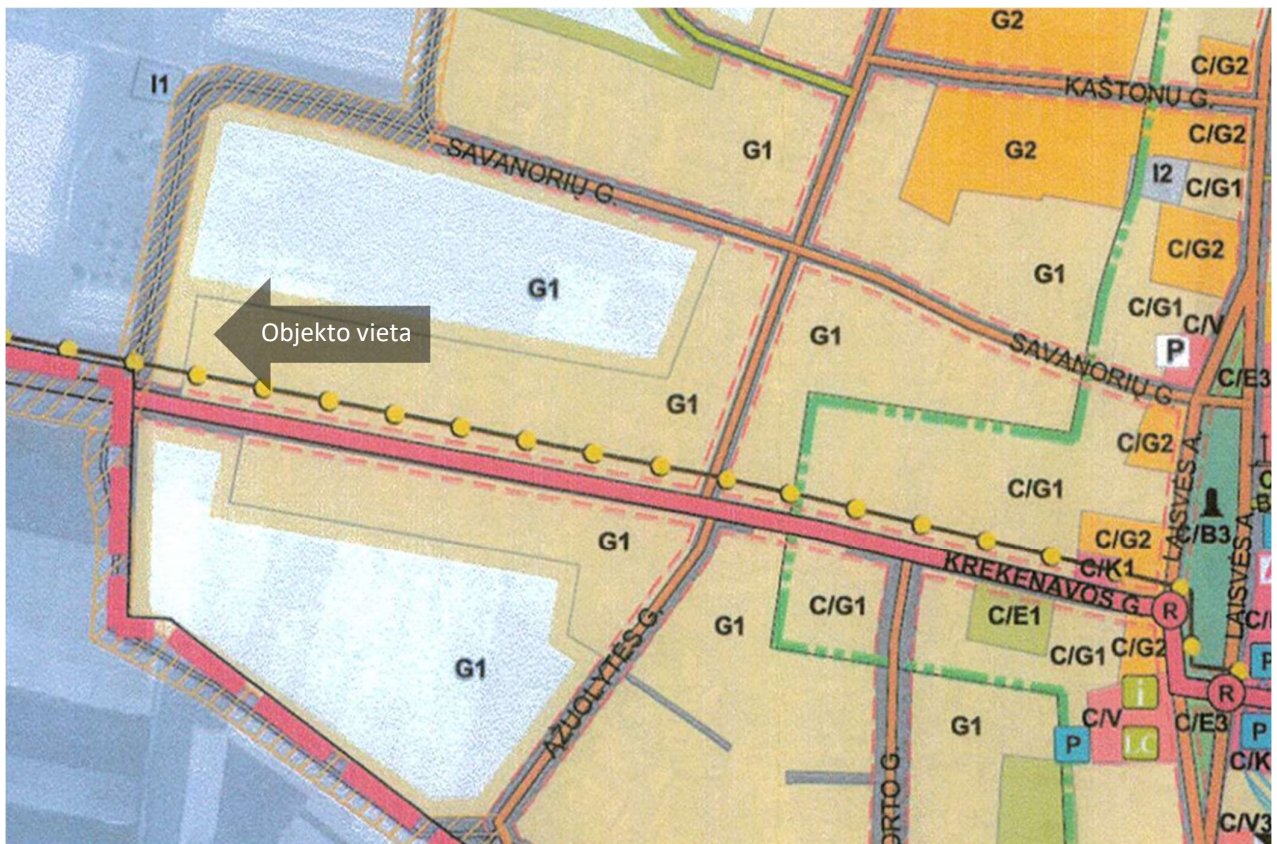 G2
C/G2
I1
KAŠTONŲ G.
C/G2
SAVANORIŲ G.
G1
G2
I2
C/G1
C/G2
G1
G1
C/G1
C/V
Objekto vieta
G1
P
SAVANORIŲ G.
C/E3
G1
C/G2
LAISVĖS A.
C/G1
C/B3
LAISVĖS A.
G1
C/G2
C/K1
KREKENAVOS G.
R
C/G1
C/E1
G1
C/G1
C/G2
G1
ĄŽUOLYTĖS G.
i
R
C/V
C/E3
G1
P
LC
P
C/K
ORTO G.
C/V3